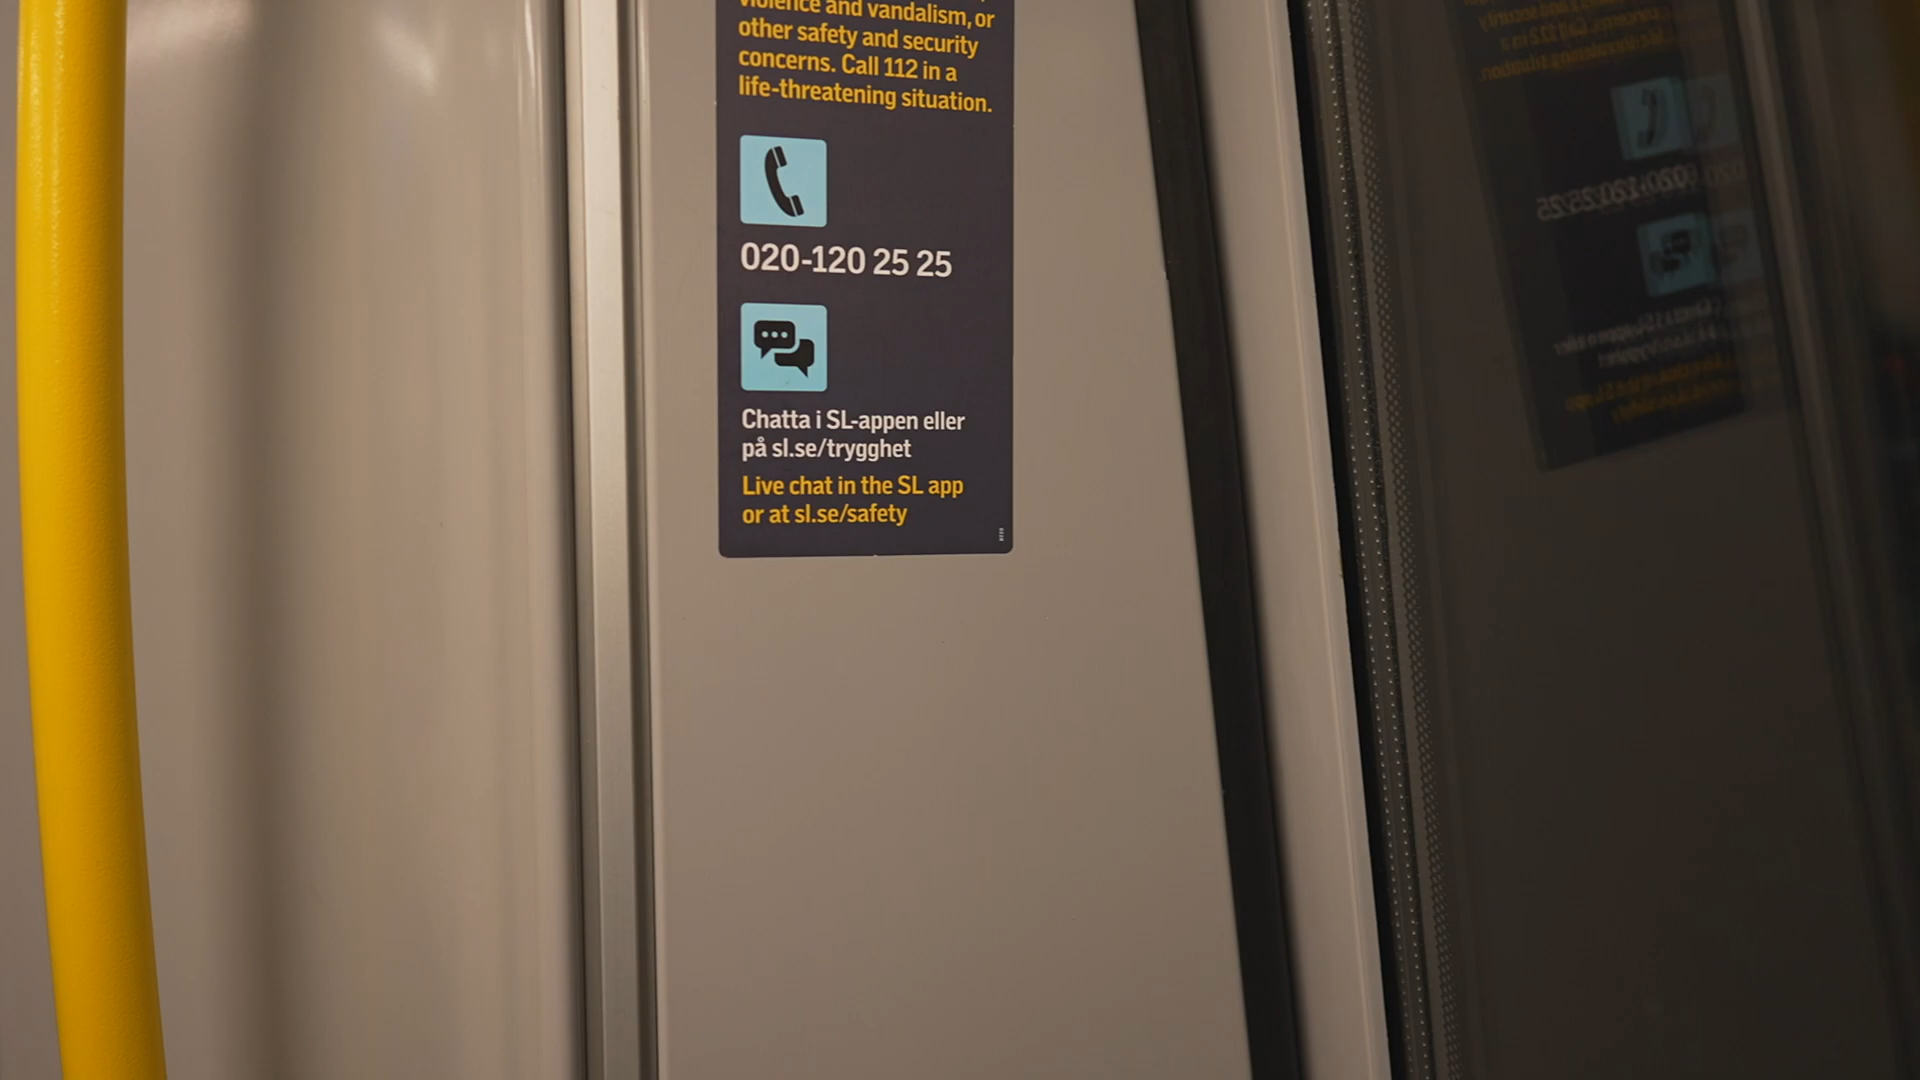 violence and vandalism, or
other safety and security
concerns. Call 112 in a
life-threatening situation.
020-120 25 25
Chatta i SL-appen eller
på sl.se/trygghet
Live chat in the SL app
or at sl.se/safety